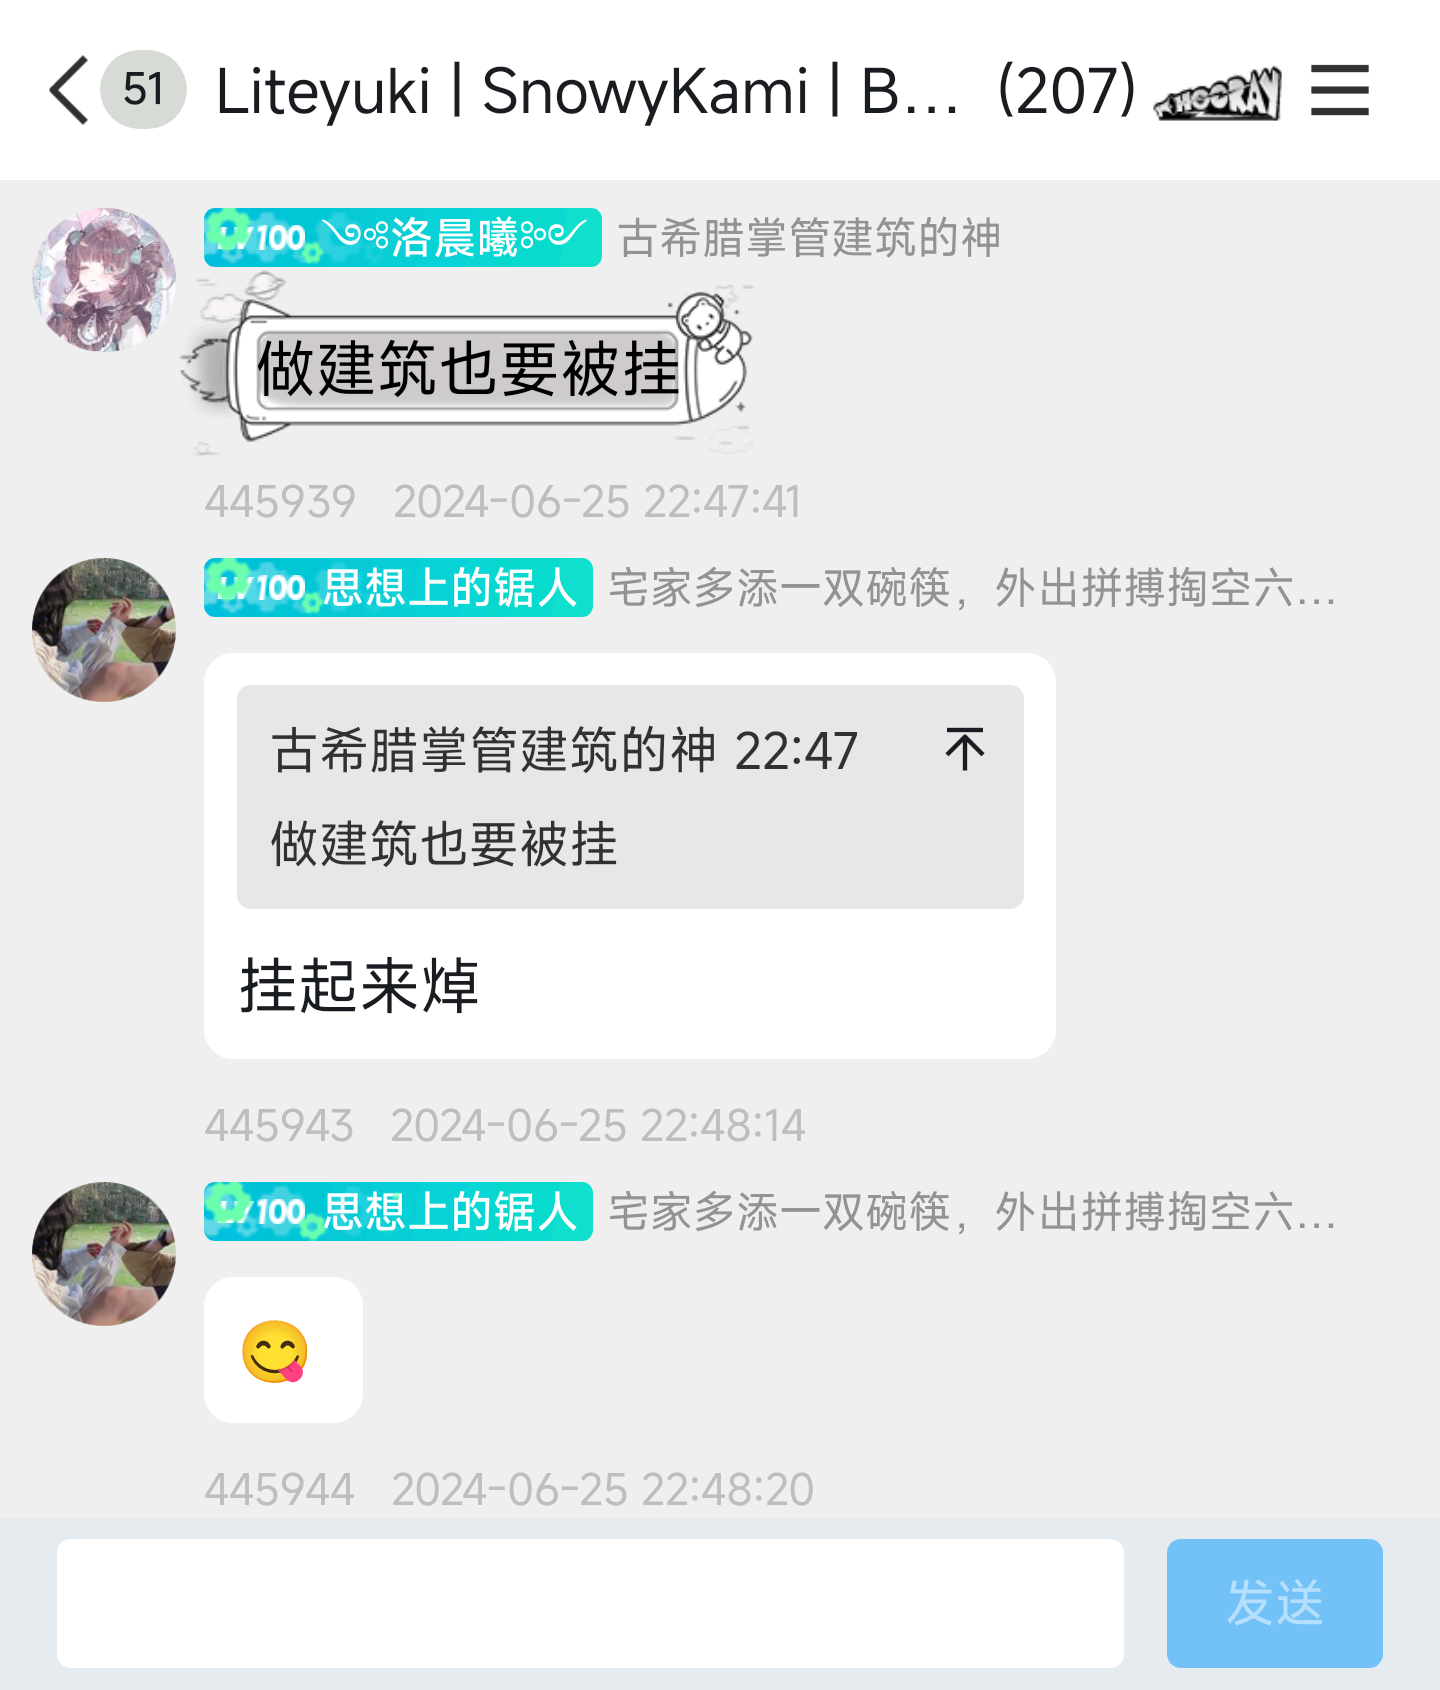 51 Liteyuki | SnowyKami | B... (207) HOORAY
LV100 ༺洛晨曦༻ 古希腊掌管建筑的神
做建筑也要被挂
445939 2024-06-25 22:47:41
LV100 思想上的锯人 宅家多添一双碗筷，外出拼搏掏空六...
古希腊掌管建筑的神 22:47
做建筑也要被挂
挂起来焯
445943 2024-06-25 22:48:14
LV100 思想上的锯人 宅家多添一双碗筷，外出拼搏掏空六...
😋
445944 2024-06-25 22:48:20
发送